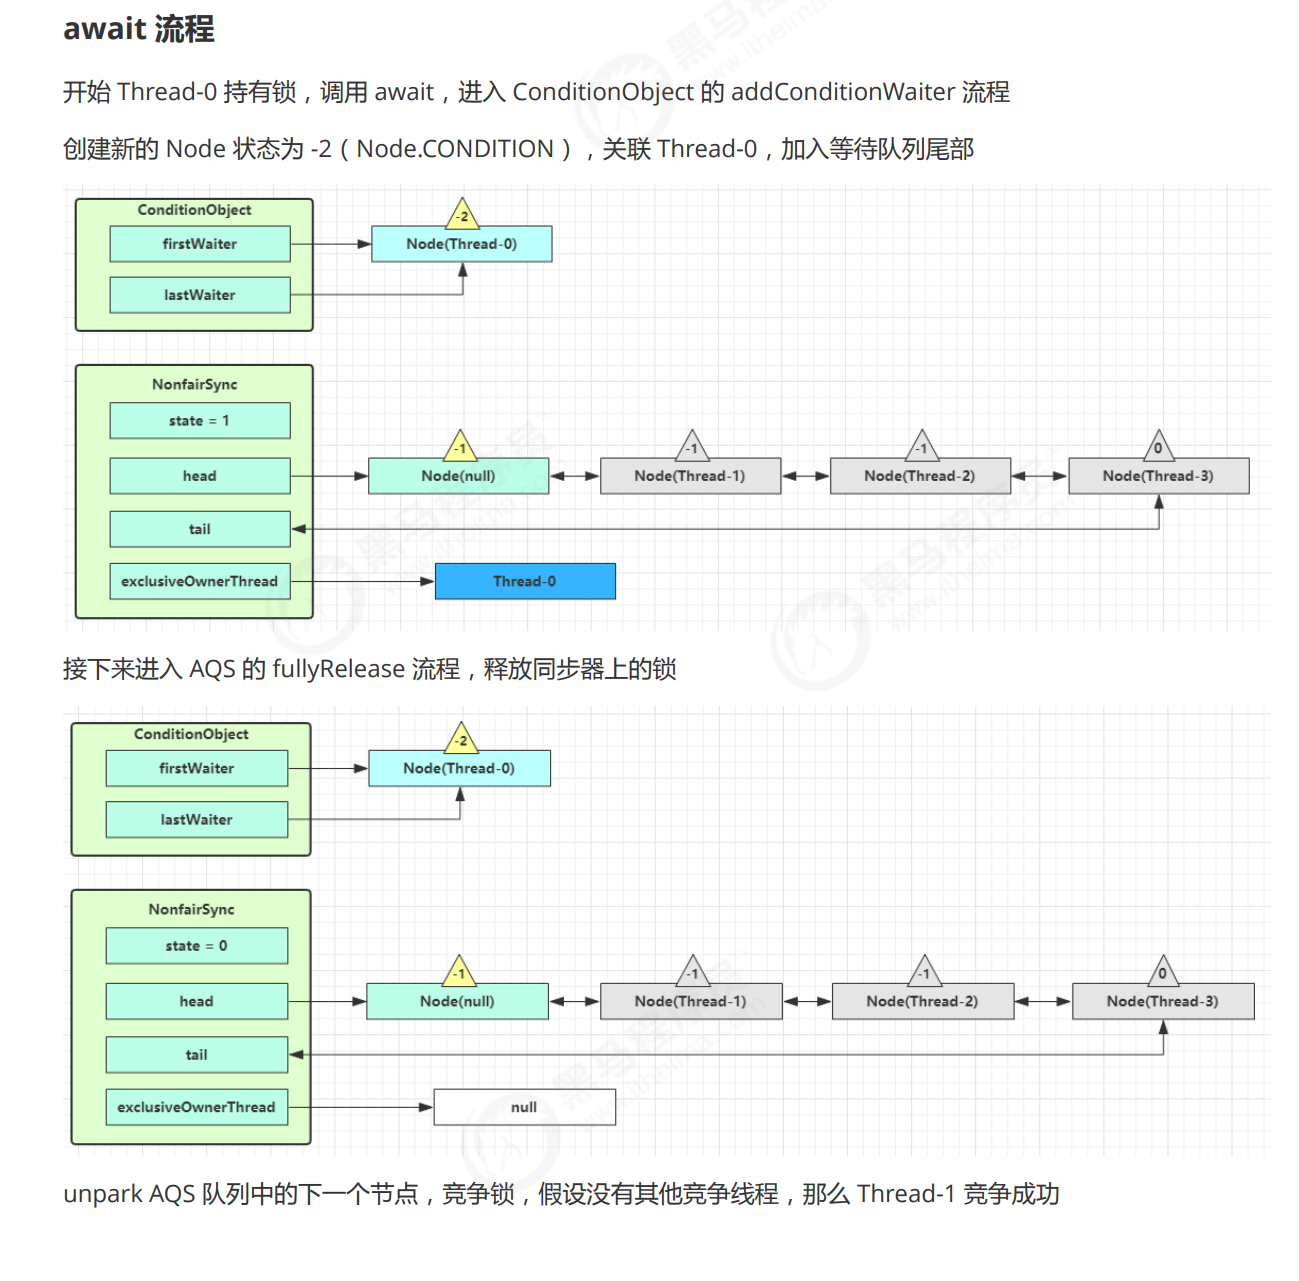 await 流程
开始 Thread-0 持有锁，调用 await，进入 ConditionObject 的 addConditionWaiter 流程
创建新的 Node 状态为 -2（Node.CONDITION），关联 Thread-0，加入等待队列尾部
ConditionObject
-2
firstWaiter
Node(Thread-0)
lastWaiter
NonfairSync
state = 1
-1
-1
-1
0
head
Node(null)
Node(Thread-1)
Node(Thread-2)
Node(Thread-3)
tail
exclusiveOwnerThread
Thread-0
接下来进入 AQS 的 fullyRelease 流程，释放同步器上的锁
ConditionObject
-2
firstWaiter
Node(Thread-0)
lastWaiter
NonfairSync
state = 0
-1
-1
-1
0
head
Node(null)
Node(Thread-1)
Node(Thread-2)
Node(Thread-3)
tail
exclusiveOwnerThread
null
unpark AQS 队列中的下一个节点，竞争锁，假设没有其他竞争线程，那么 Thread-1 竞争成功